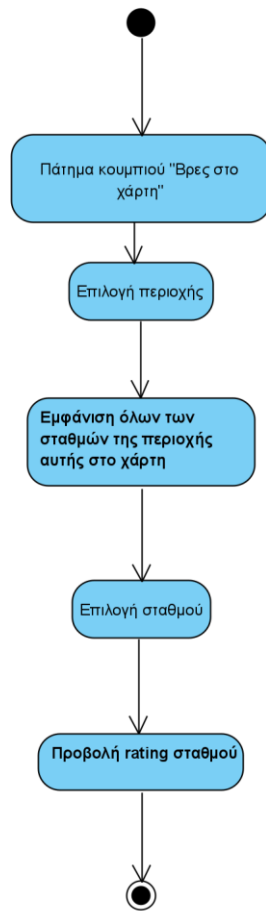 Πάτημα κουμπιού "Βρες στο
χάρτη"
Επιλογή περιοχής
Εμφάνιση όλων των
σταθμών της περιοχής
αυτής στο χάρτη
Επιλογή σταθμού
Προβολή rating σταθμού